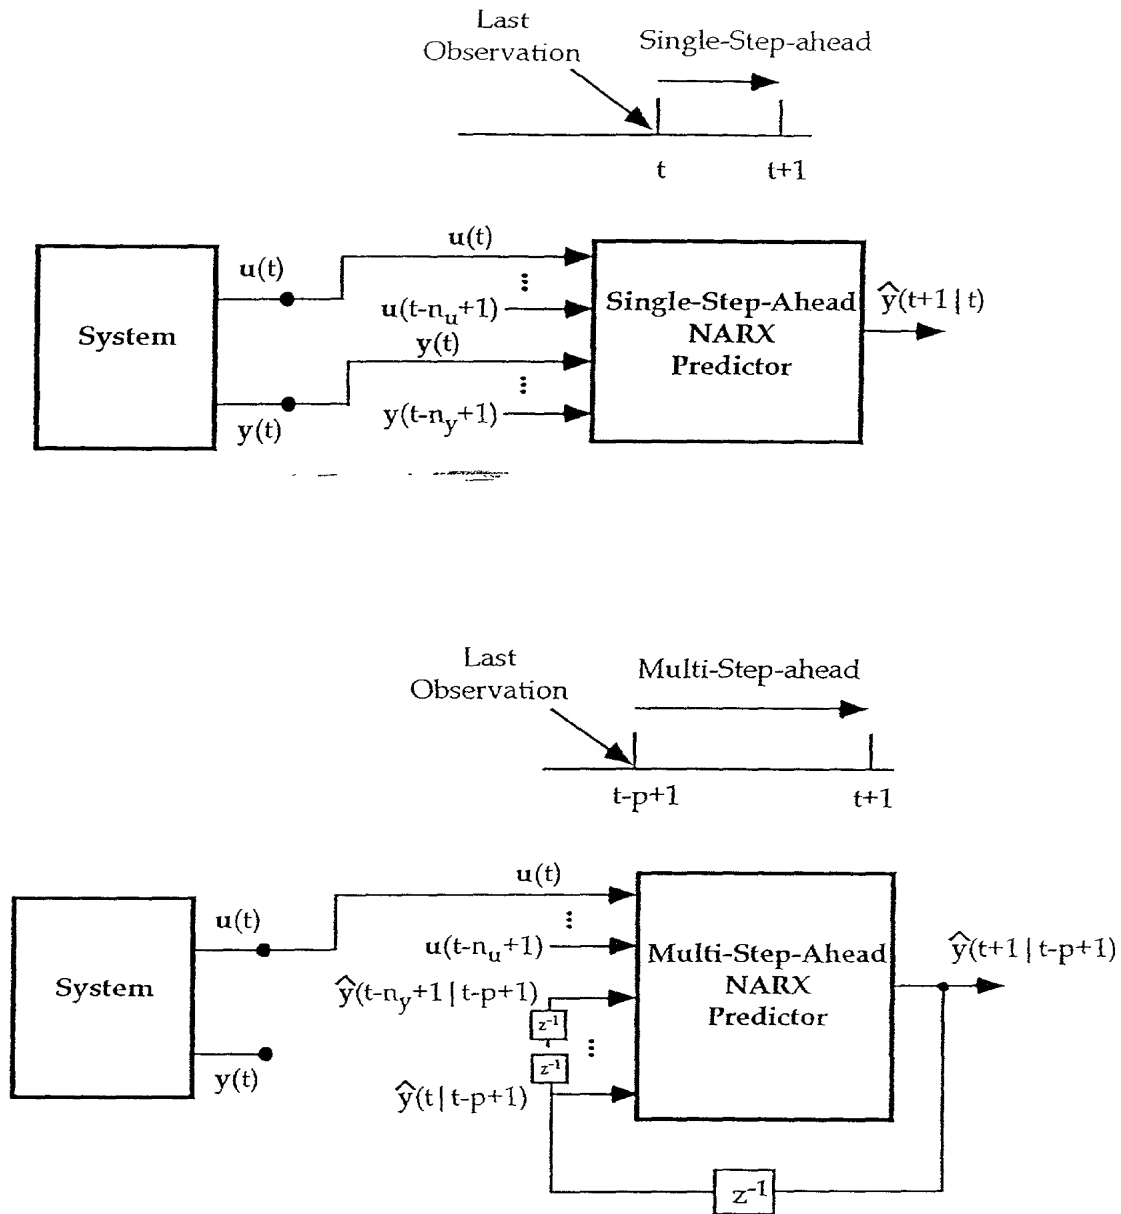 Last
Observation
Single-Step-ahead
t
t+1
System
u(t)
y(t)
u(t)
...
u(t-n_u+1)
y(t)
...
y(t-n_y+1)
Single-Step-Ahead
NARX
Predictor
ŷ(t+1|t)
Last
Observation
Multi-Step-ahead
t-p+1
t+1
System
u(t)
y(t)
u(t)
...
u(t-n_u+1)
ŷ(t-n_y+1|t-p+1)
z⁻¹
z⁻¹
...
ŷ(t|t-p+1)
Multi-Step-Ahead
NARX
Predictor
ŷ(t+1|t-p+1)
z⁻¹